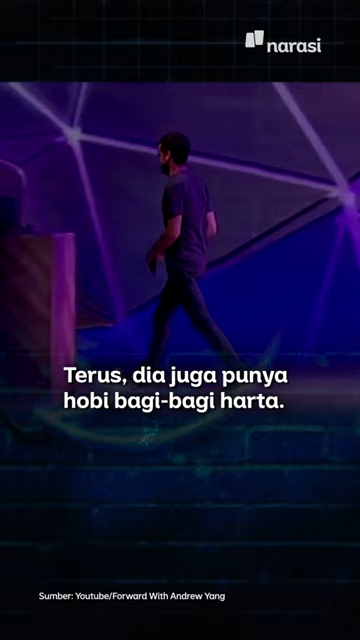 narasi
Terus, dia juga punya
hobi bagi-bagi harta.
Sumber: Youtube/Forward With Andrew Yang